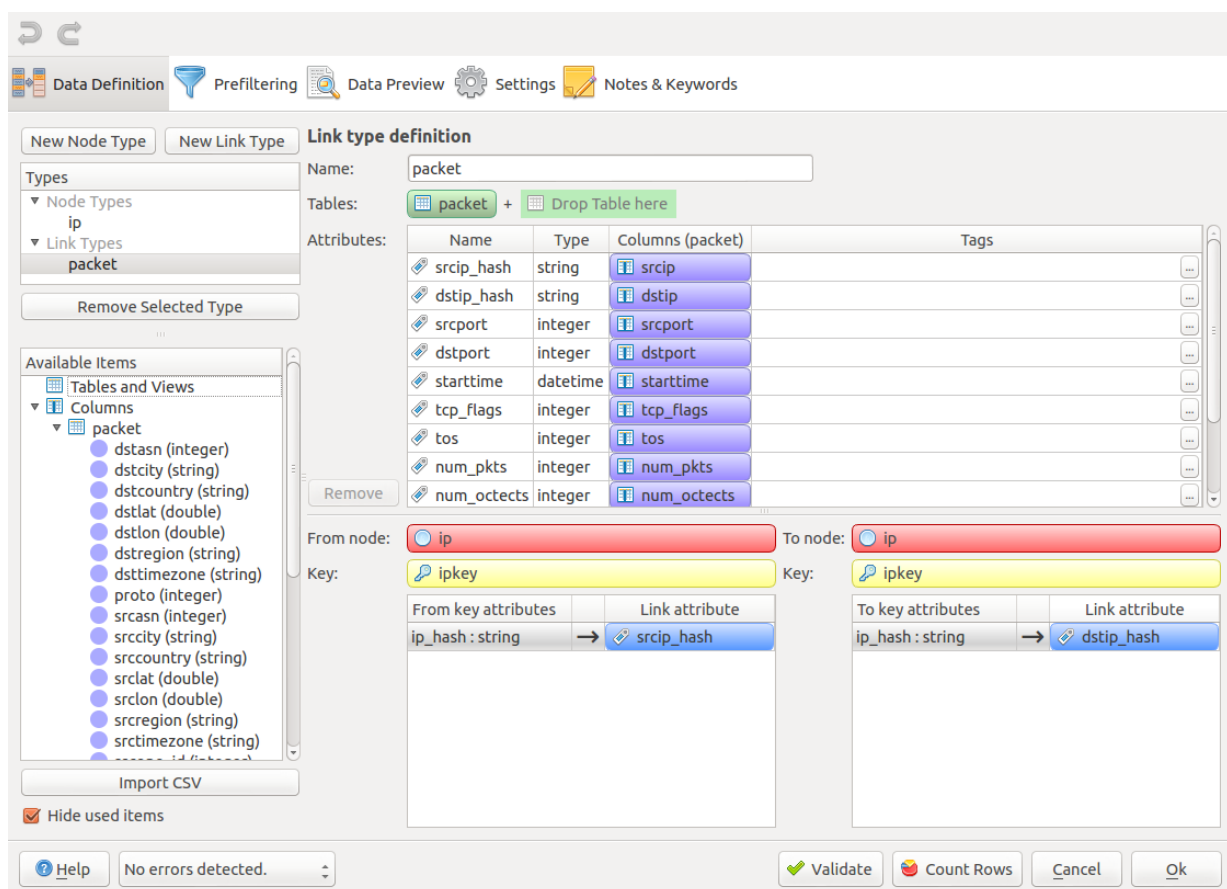 Data Definition Prefiltering Data Preview Settings Notes & Keywords
New Node Type New Link Type
Types
Node Types
ip
Link Types
packet
Remove Selected Type
Available Items
Tables and Views
Columns
packet
dstasn (integer)
dstcity (string)
dstcountry (string)
dstlat (double)
dstlon (double)
dstregion (string)
dsttimezone (string)
proto (integer)
srcasn (integer)
srccity (string)
srccountry (string)
srclat (double)
srclon (double)
srcregion (string)
srctimezone (string)
Import CSV
Hide used items
Link type definition
Name: packet
Tables: packet + Drop Table here
Attributes: Name Type Columns (packet) Tags
srcip_hash string srcip ...
dstip_hash string dstip ...
srcport integer srcport ...
dstport integer dstport ...
starttime datetime starttime ...
tcp_flags integer tcp_flags ...
tos integer tos ...
num_pkts integer num_pkts ...
Remove num_octects integer num_octects ...
From node: ip To node: ip
Key: ipkey Key: ipkey
From key attributes Link attribute To key attributes Link attribute
ip_hash : string → srcip_hash ip_hash : string → dstip_hash
Help No errors detected. Validate Count Rows Cancel Ok